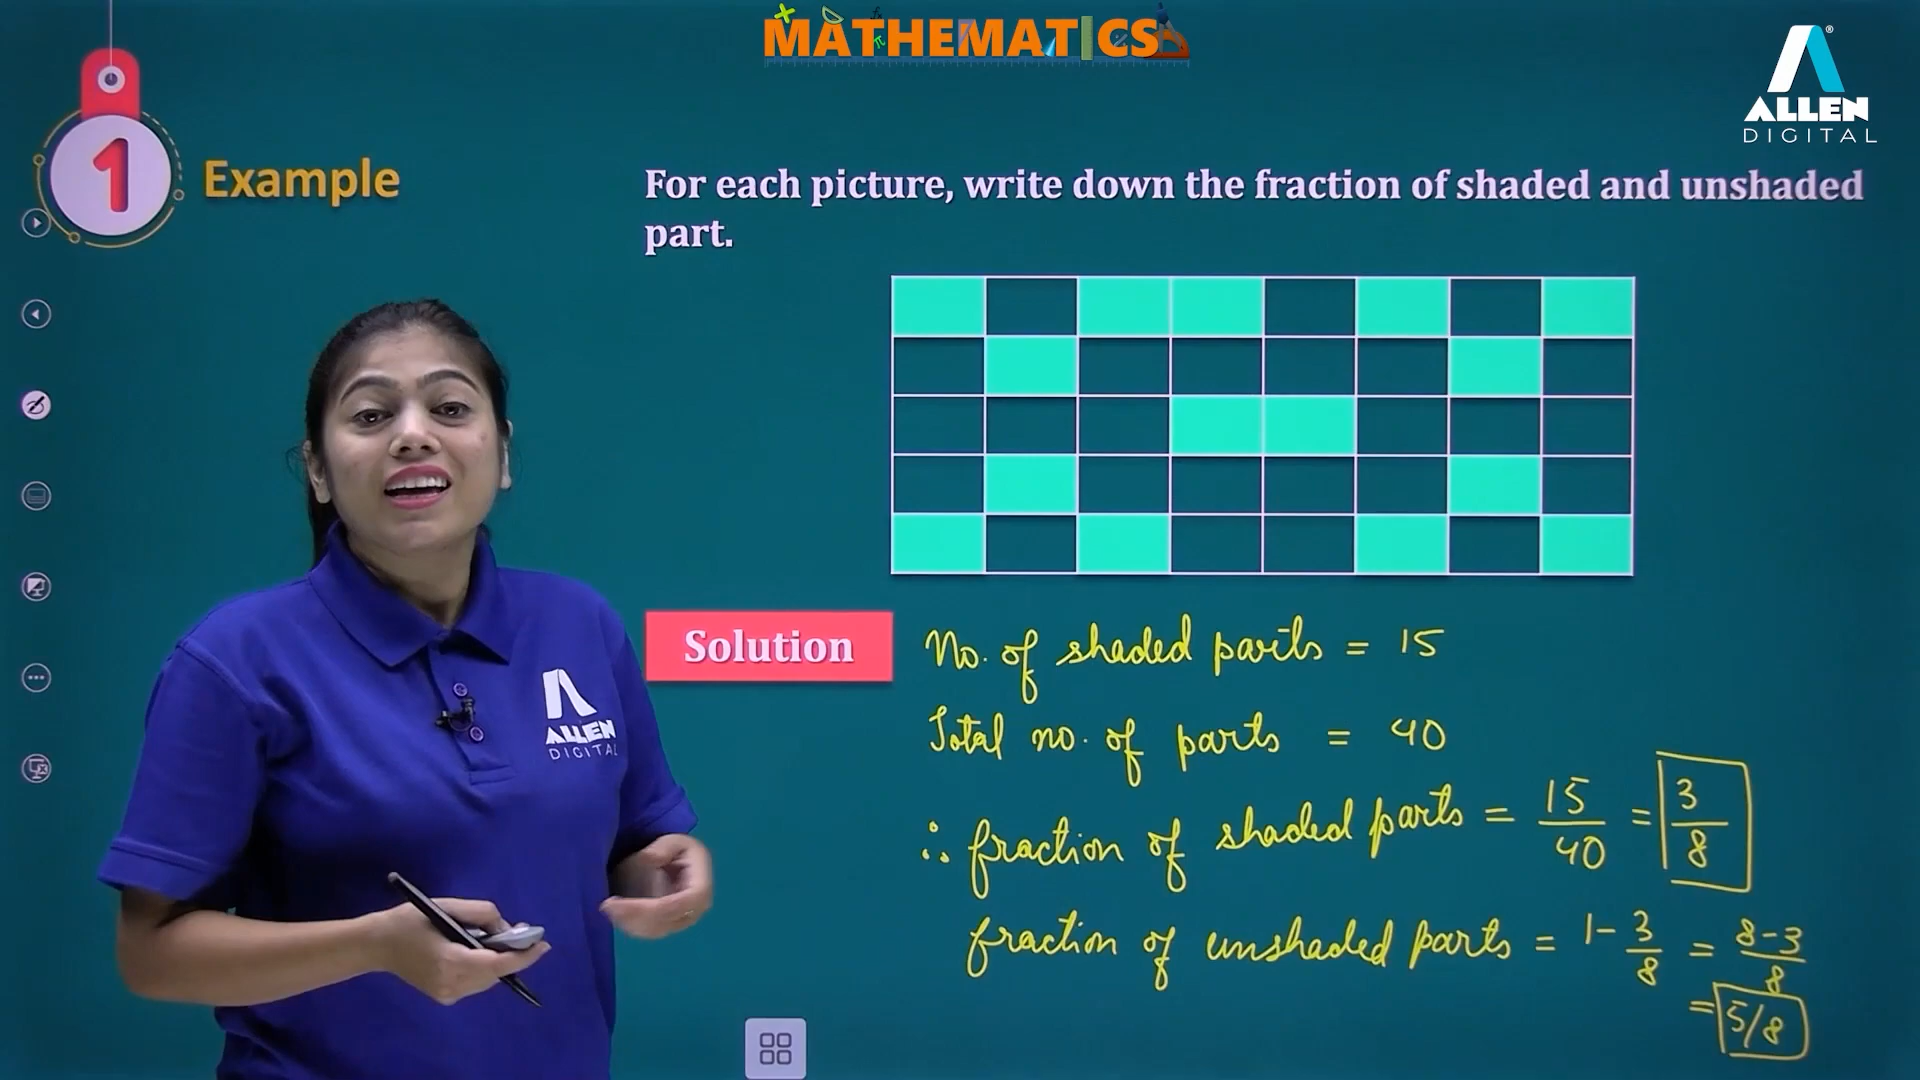 MATHEMATICS
ALLEN
DIGITAL
1
Example
For each picture, write down the fraction of shaded and unshaded
part.
Solution
No. of shaded parts = 15
Total no. of parts = 40
∴ fraction of shaded parts = 15/40 = 3/8
fraction of unshaded parts = 1 - 3/8 = 8-3/8
= 5/8
ALLEN
DIGITAL